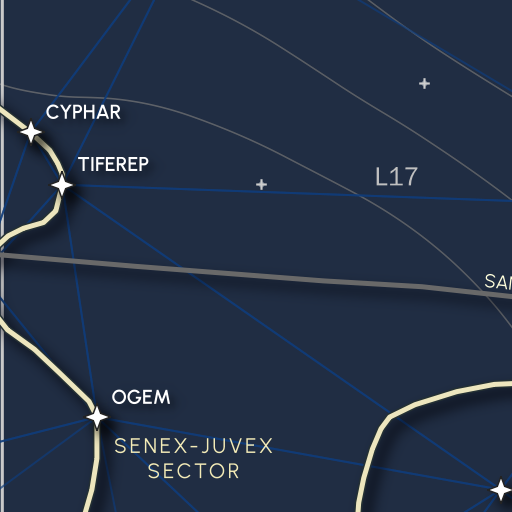 CYPHAR
TIFEREP
L17
OGEM
SENEX-JUVEX
SECTOR